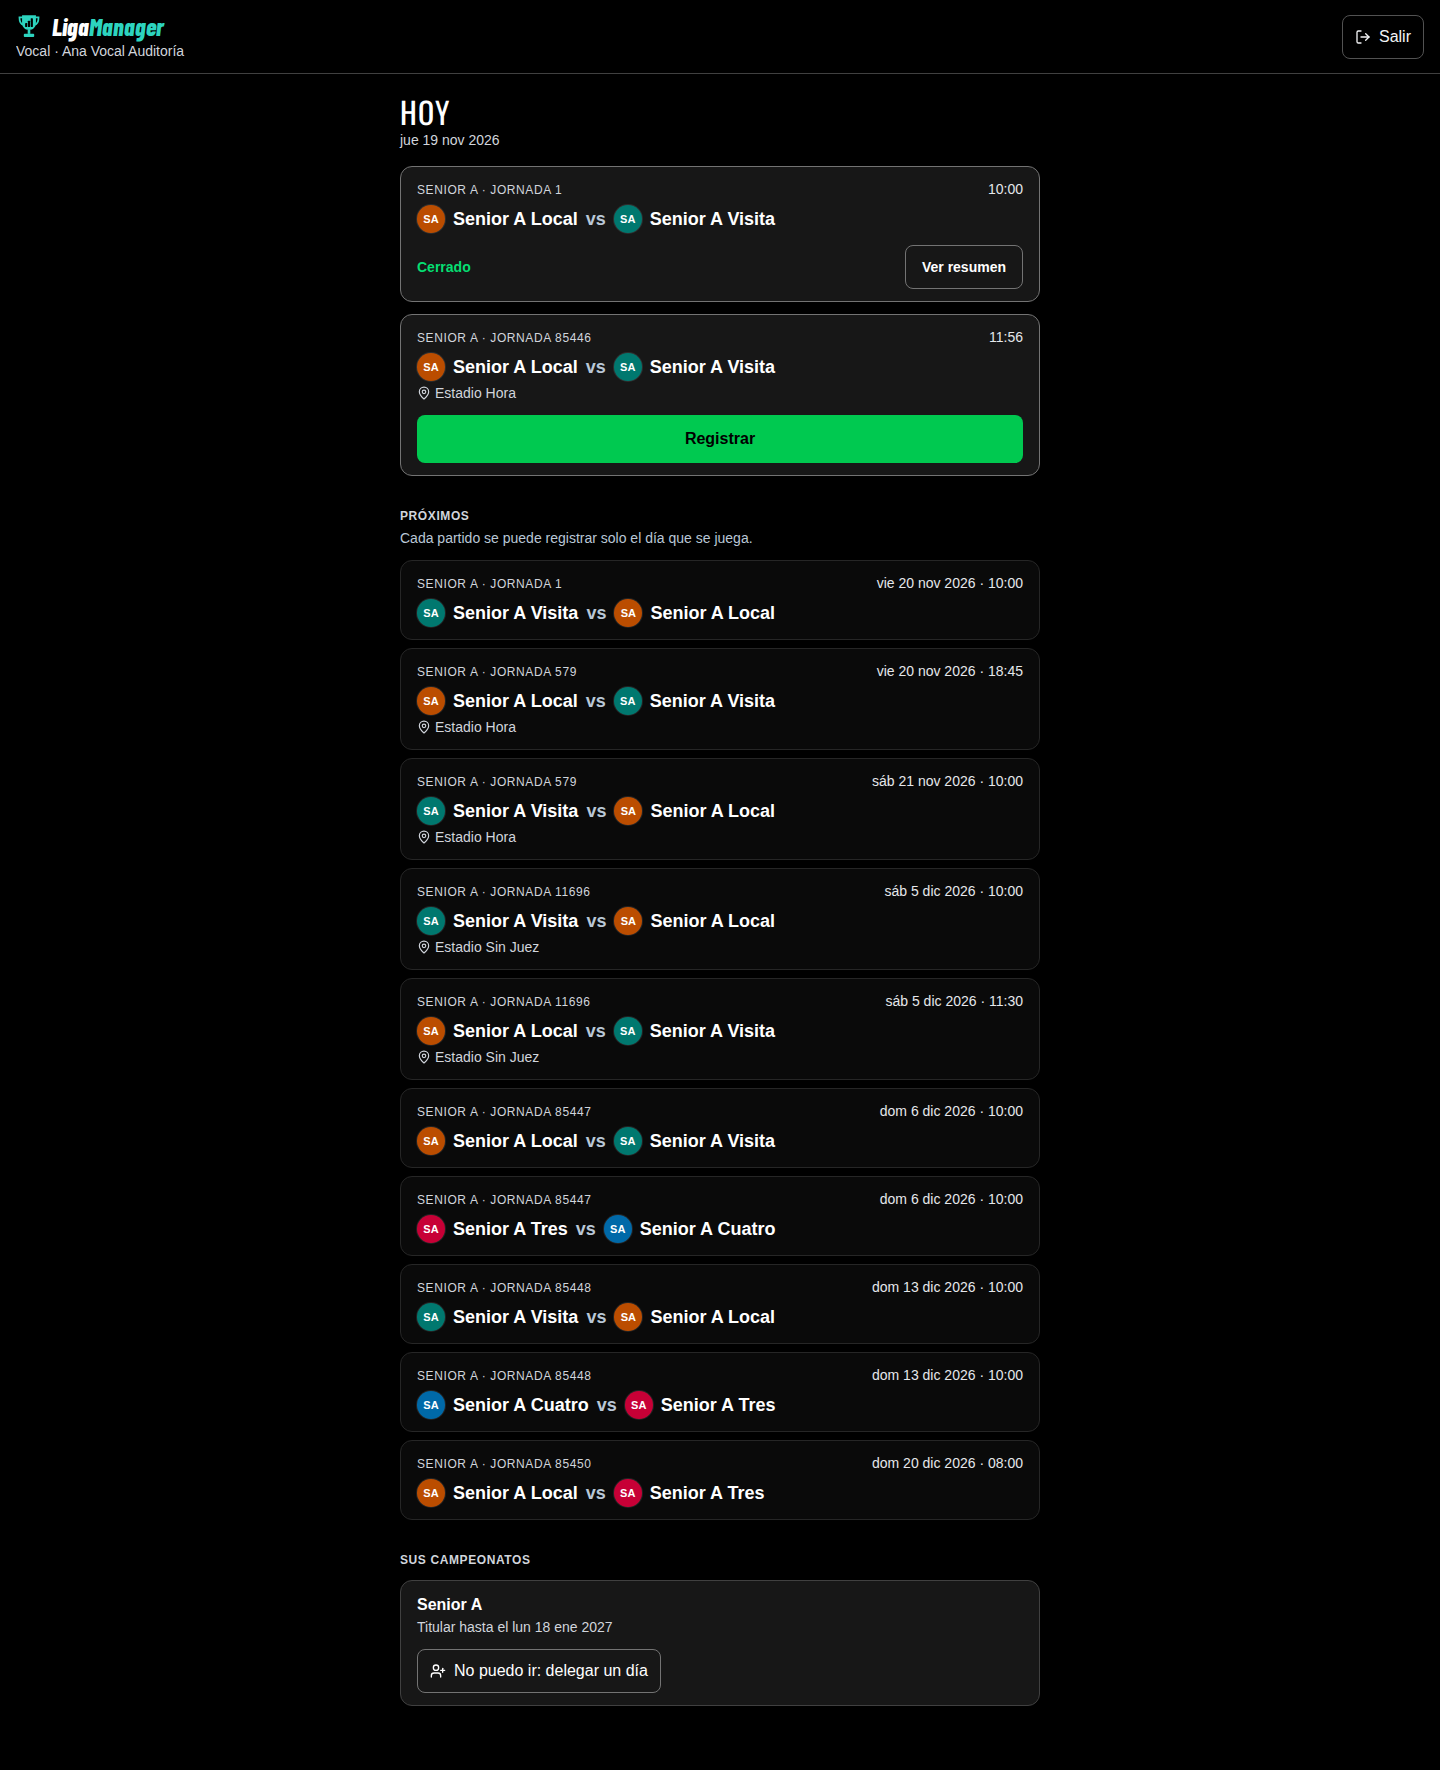 LigaManager
Vocal · Ana Vocal Auditoría
Salir
HOY
jue 19 nov 2026
SENIOR A · JORNADA 1 10:00
SA Senior A Local vs SA Senior A Visita
Cerrado Ver resumen
SENIOR A · JORNADA 85446 11:56
SA Senior A Local vs SA Senior A Visita
Estadio Hora
Registrar
PRÓXIMOS
Cada partido se puede registrar solo el día que se juega.
SENIOR A · JORNADA 1 vie 20 nov 2026 · 10:00
SA Senior A Visita vs SA Senior A Local
SENIOR A · JORNADA 579 vie 20 nov 2026 · 18:45
SA Senior A Local vs SA Senior A Visita
Estadio Hora
SENIOR A · JORNADA 579 sáb 21 nov 2026 · 10:00
SA Senior A Visita vs SA Senior A Local
Estadio Hora
SENIOR A · JORNADA 11696 sáb 5 dic 2026 · 10:00
SA Senior A Visita vs SA Senior A Local
Estadio Sin Juez
SENIOR A · JORNADA 11696 sáb 5 dic 2026 · 11:30
SA Senior A Local vs SA Senior A Visita
Estadio Sin Juez
SENIOR A · JORNADA 85447 dom 6 dic 2026 · 10:00
SA Senior A Local vs SA Senior A Visita
SENIOR A · JORNADA 85447 dom 6 dic 2026 · 10:00
SA Senior A Tres vs SA Senior A Cuatro
SENIOR A · JORNADA 85448 dom 13 dic 2026 · 10:00
SA Senior A Visita vs SA Senior A Local
SENIOR A · JORNADA 85448 dom 13 dic 2026 · 10:00
SA Senior A Cuatro vs SA Senior A Tres
SENIOR A · JORNADA 85450 dom 20 dic 2026 · 08:00
SA Senior A Local vs SA Senior A Tres
SUS CAMPEONATOS
Senior A
Titular hasta el lun 18 ene 2027
No puedo ir: delegar un día